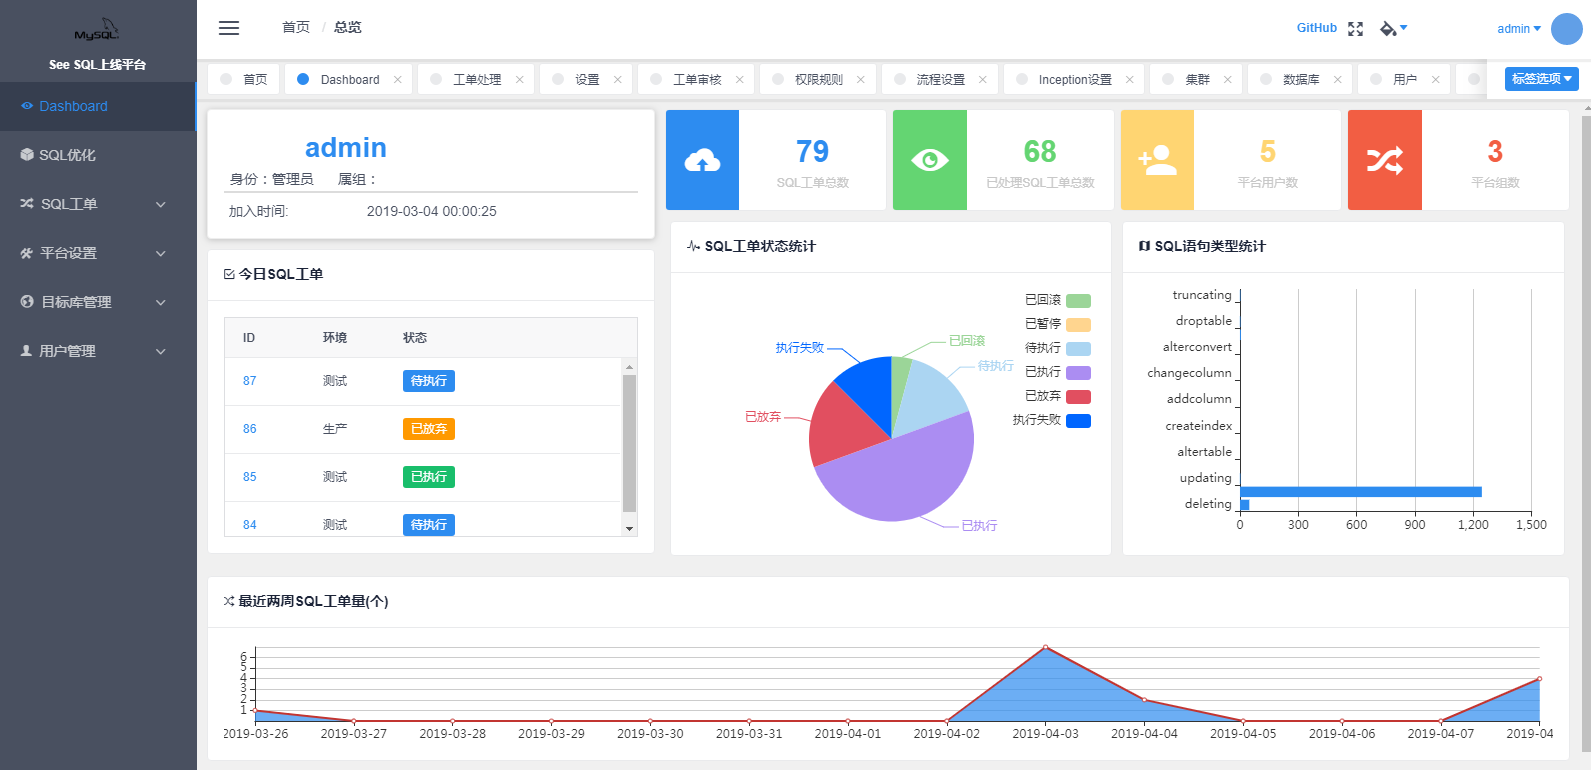 MySQL
See SQL上线平台
Dashboard
SQL优化
SQL工单
平台设置
目标库管理
用户管理
首页 / 总览
GitHub
admin
首页 Dashboard 工单处理 设置 工单审核 权限规则 流程设置 Inception设置 集群 数据库 用户 标签选项
admin
身份：管理员 属组：
加入时间: 2019-03-04 00:00:25
79
SQL工单总数
68
已处理SQL工单总数
5
平台用户数
3
平台组数
今日SQL工单
ID 环境 状态
87 测试 待执行
86 生产 已放弃
85 测试 已执行
84 测试 待执行
SQL工单状态统计
已回滚
已暂停
待执行
已执行
已放弃
执行失败
执行失败
已回滚
待执行
已放弃
已执行
SQL语句类型统计
truncating
droptable
alterconvert
changecolumn
addcolumn
createindex
altertable
updating
deleting
0 300 600 900 1,200 1,500
最近两周SQL工单量(个)
6
5
4
3
2
1
2019-03-26 2019-03-27 2019-03-28 2019-03-29 2019-03-30 2019-03-31 2019-04-01 2019-04-02 2019-04-03 2019-04-04 2019-04-05 2019-04-06 2019-04-07 2019-04